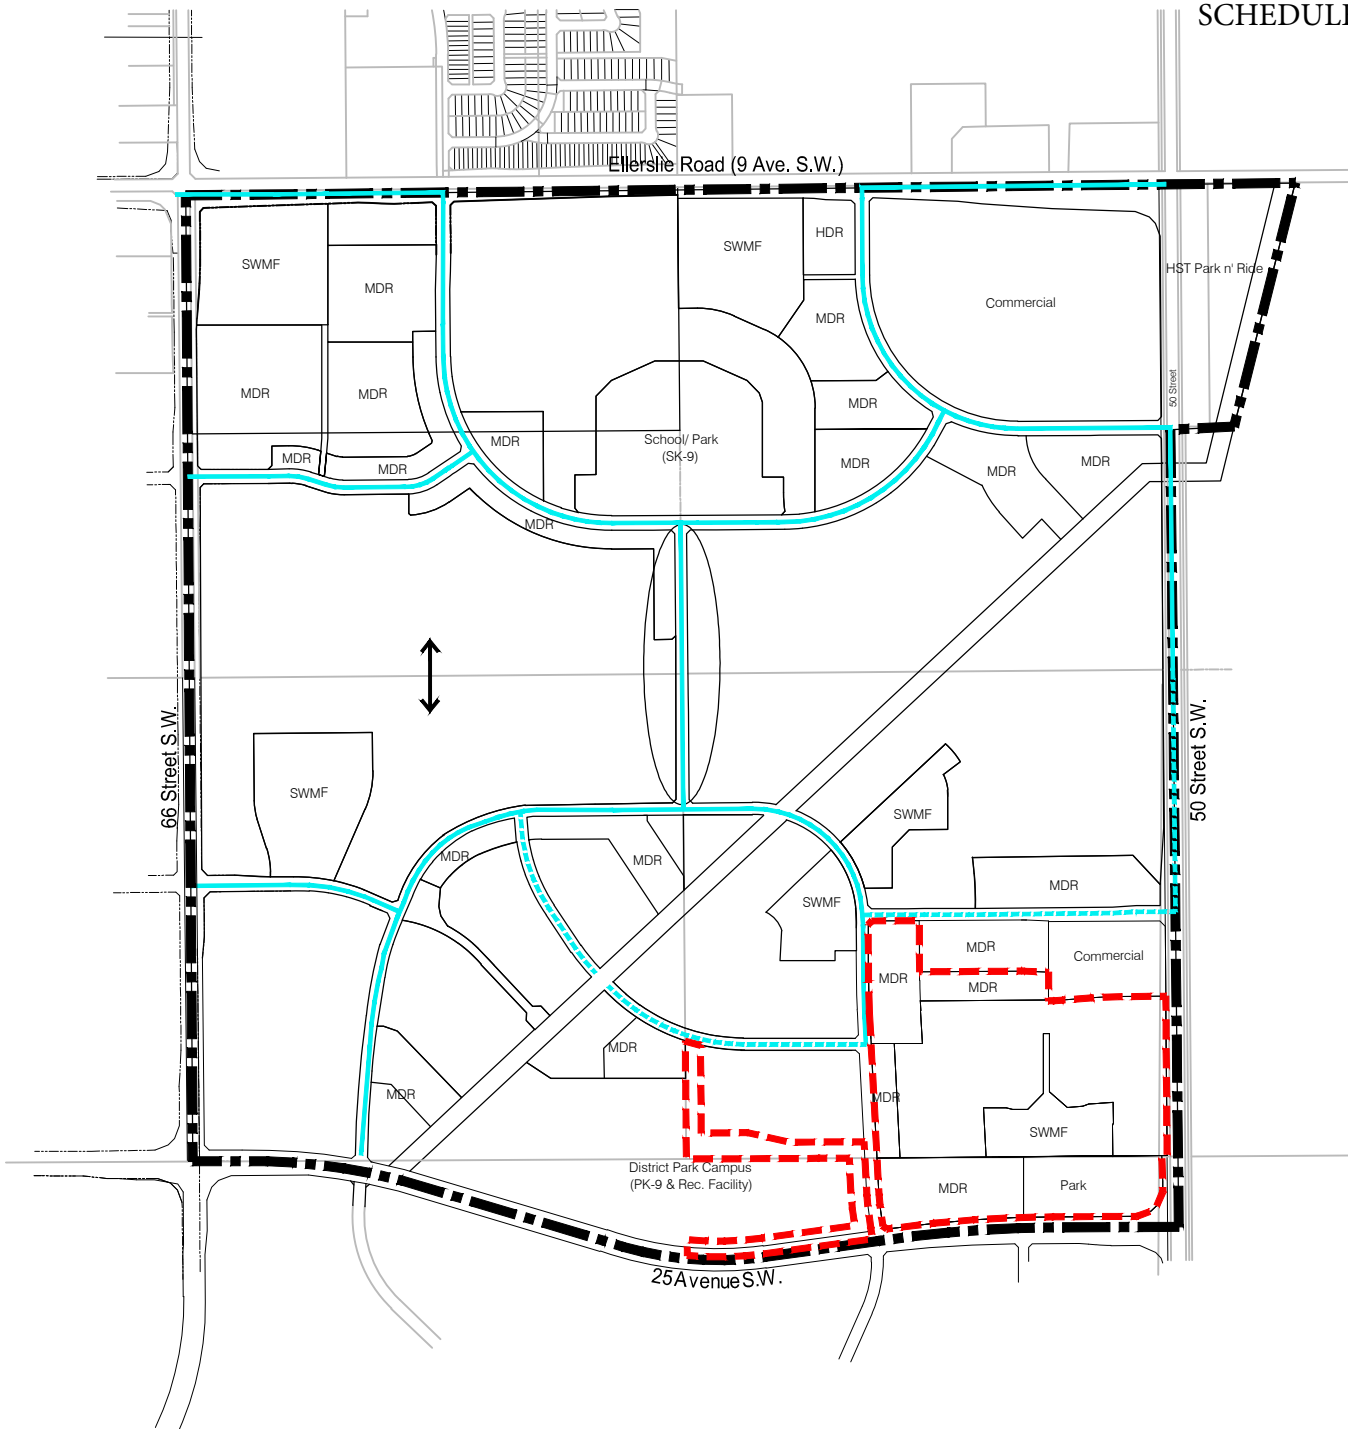 SCHEDULE
Ellerslie Road (9 Ave. S.W.)
SWMF
MDR
SWMF
HDR
MDR
Commercial
HST Park n' Ride
50 Street
MDR
MDR
MDR
MDR
School/ Park
(SK-9)
MDR
MDR
MDR
MDR
MDR
MDR
MDR
66 Street S.W.
50 Street S.W.
SWMF
SWMF
MDR
MDR
MDR
SWMF
MDR
Commercial
MDR
MDR
MDR
MDR
MDR
SWMF
District Park Campus
(PK-9 & Rec. Facility)
MDR
Park
25 Avenue S.W.